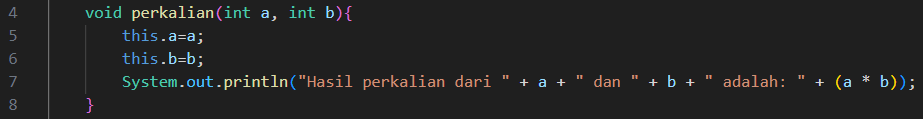 4 void perkalian(int a, int b){
5 this.a=a;
6 this.b=b;
7 System.out.println("Hasil perkalian dari " + a + " dan " + b + " adalah: " + (a * b));
8 }